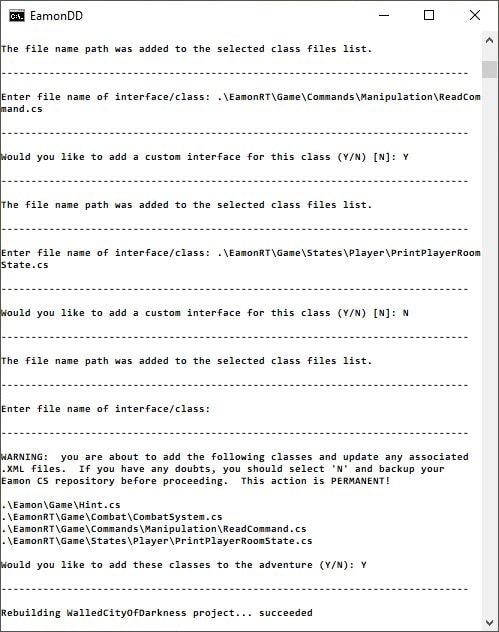 EamonDD
The file name path was added to the selected class files list.
------------------------------------------------------------------------------
Enter file name of interface/class: .\EamonRT\Game\Commands\Manipulation\ReadCom
mand.cs
------------------------------------------------------------------------------
Would you like to add a custom interface for this class (Y/N) [N]: Y
------------------------------------------------------------------------------
The file name path was added to the selected class files list.
------------------------------------------------------------------------------
Enter file name of interface/class: .\EamonRT\Game\States\Player\PrintPlayerRoom
State.cs
------------------------------------------------------------------------------
Would you like to add a custom interface for this class (Y/N) [N]: N
------------------------------------------------------------------------------
The file name path was added to the selected class files list.
------------------------------------------------------------------------------
Enter file name of interface/class:
------------------------------------------------------------------------------
WARNING:  you are about to add the following classes and update any associated
.XML files.  If you have any doubts, you should select 'N' and backup your
Eamon CS repository before proceeding.  This action is PERMANENT!
.\Eamon\Game\Hint.cs
.\EamonRT\Game\Combat\CombatSystem.cs
.\EamonRT\Game\Commands\Manipulation\ReadCommand.cs
.\EamonRT\Game\States\Player\PrintPlayerRoomState.cs
Would you like to add these classes to the adventure (Y/N): Y
------------------------------------------------------------------------------
Rebuilding WalledCityOfDarkness project... succeeded